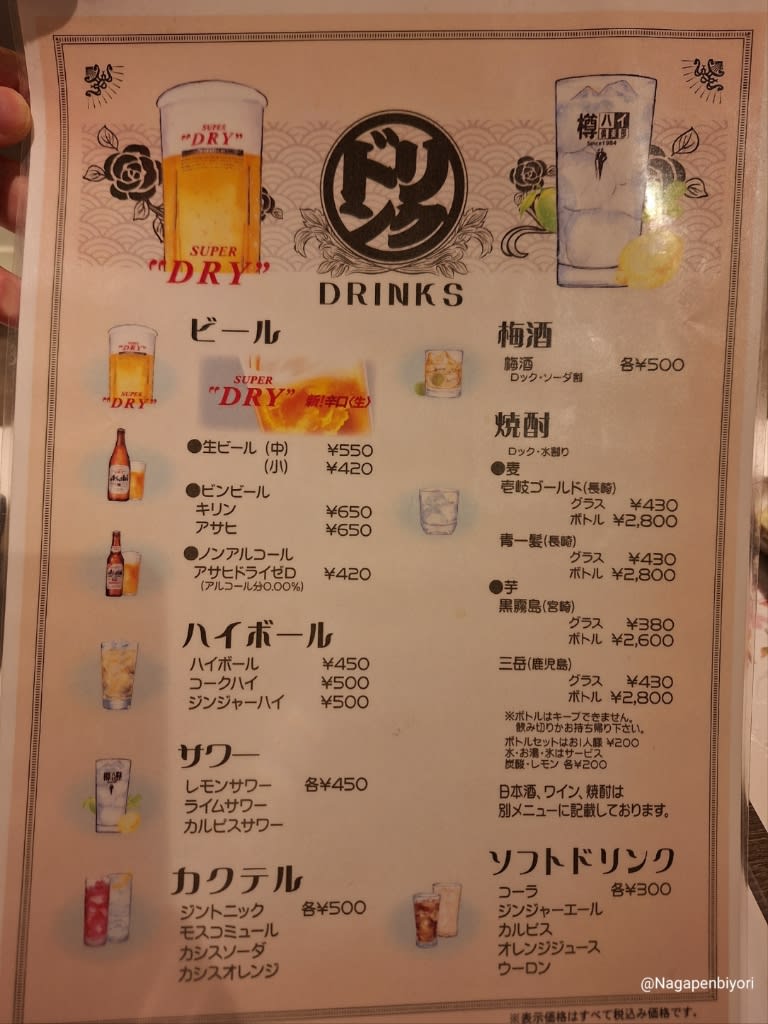 SUPER
"DRY"
SUPER
"DRY"
ドリンク
DRINKS
樽ハイ
倶楽部
Since1984
ビール
SUPER
"DRY"
新!辛口〈生〉
●生ビール (中) ¥550
(小) ¥420
●ビンビール
キリン ¥650
アサヒ ¥650
●ノンアルコール
アサヒドライゼロ ¥420
(アルコール分0.00%)
ハイボール
ハイボール ¥450
コークハイ ¥500
ジンジャーハイ ¥500
サワー
レモンサワー 各¥450
ライムサワー
カルピスサワー
カクテル
ジントニック 各¥500
モスコミュール
カシスソーダ
カシスオレンジ
梅酒
梅酒 各¥500
ロック・ソーダ割
焼酎
ロック・水割り
●麦
壱岐ゴールド(長崎)
グラス ¥430
ボトル ¥2,800
青一髪(長崎)
グラス ¥430
ボトル ¥2,800
●芋
黒霧島(宮崎)
グラス ¥380
ボトル ¥2,600
三岳(鹿児島)
グラス ¥430
ボトル ¥2,800
※ボトルはキープできません。
飲み切りかお持ち帰り下さい。
ボトルセットはお1人様 ¥200
水・お湯・氷はサービス
炭酸・レモン 各¥200
日本酒、ワイン、焼酎は
別メニューに記載しております。
ソフトドリンク
コーラ 各¥300
ジンジャーエール
カルピス
オレンジジュース
ウーロン
@Nagapenbiyori
※表示価格はすべて税込み価格です。